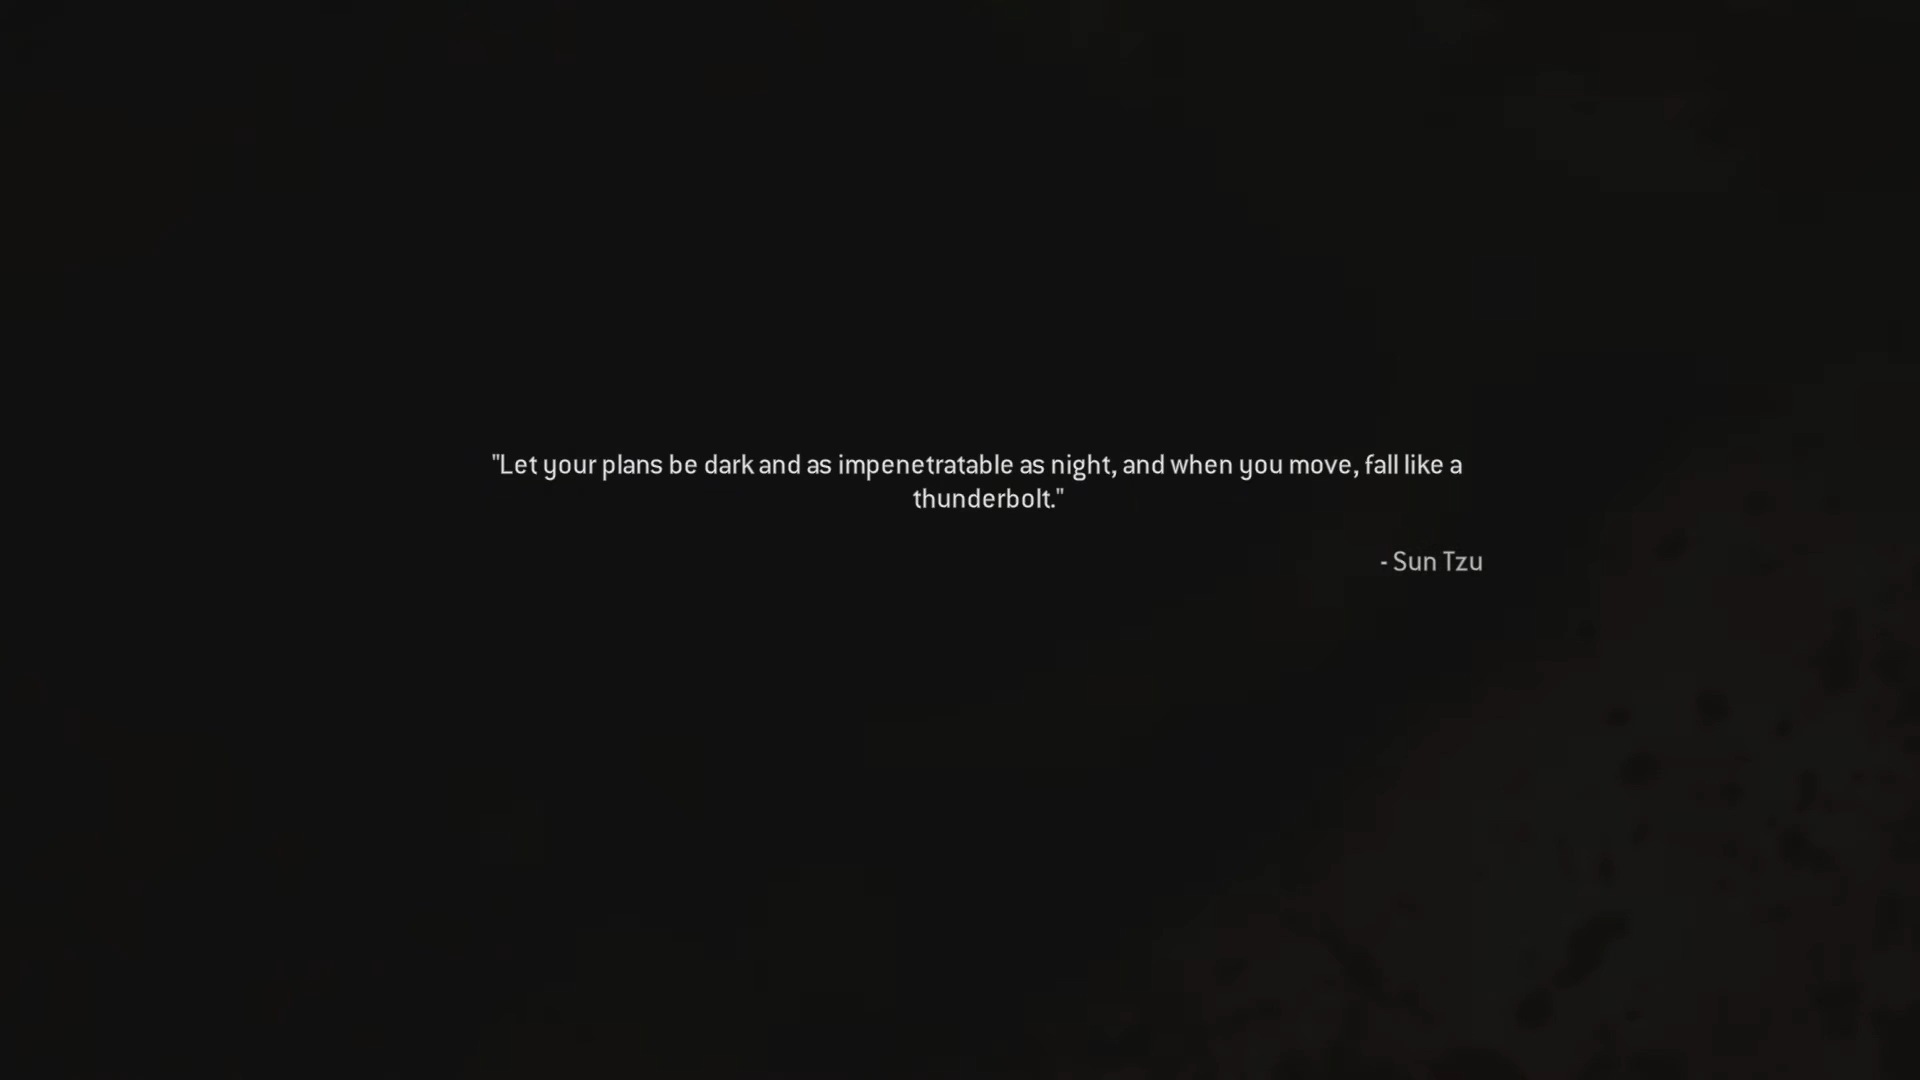 "Let your plans be dark and as impenetratable as night, and when you move, fall like a
thunderbolt."
- Sun Tzu